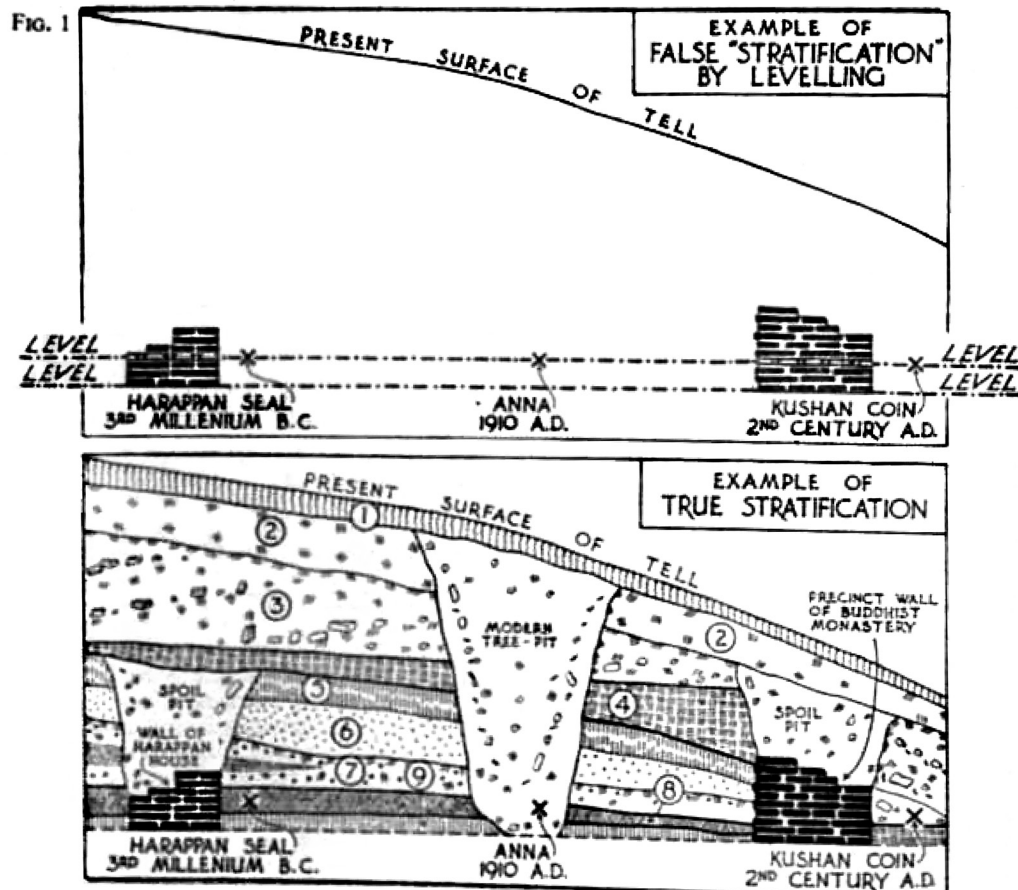 FIG. 1
EXAMPLE OF
FALSE "STRATIFICATION"
BY LEVELLING
PRESENT SURFACE OF TELL
LEVEL
LEVEL
LEVEL
LEVEL
HARAPPAN SEAL
3RD MILLENIUM B.C.
ANNA
1910 A.D.
KUSHAN COIN
2ND CENTURY A.D.
EXAMPLE OF
TRUE STRATIFICATION
PRESENT SURFACE OF TELL
1
2
3
MODERN
TREE-PIT
PRECINCT WALL
OF BUDDHIST
MONASTERY
2
5
4
SPOIL
PIT
SPOIL
PIT
6
WALL OF
HARAPPAN
HOUSE
7
9
8
HARAPPAN SEAL
3RD MILLENIUM B.C.
ANNA
1910 A.D.
KUSHAN COIN
2ND CENTURY A.D.